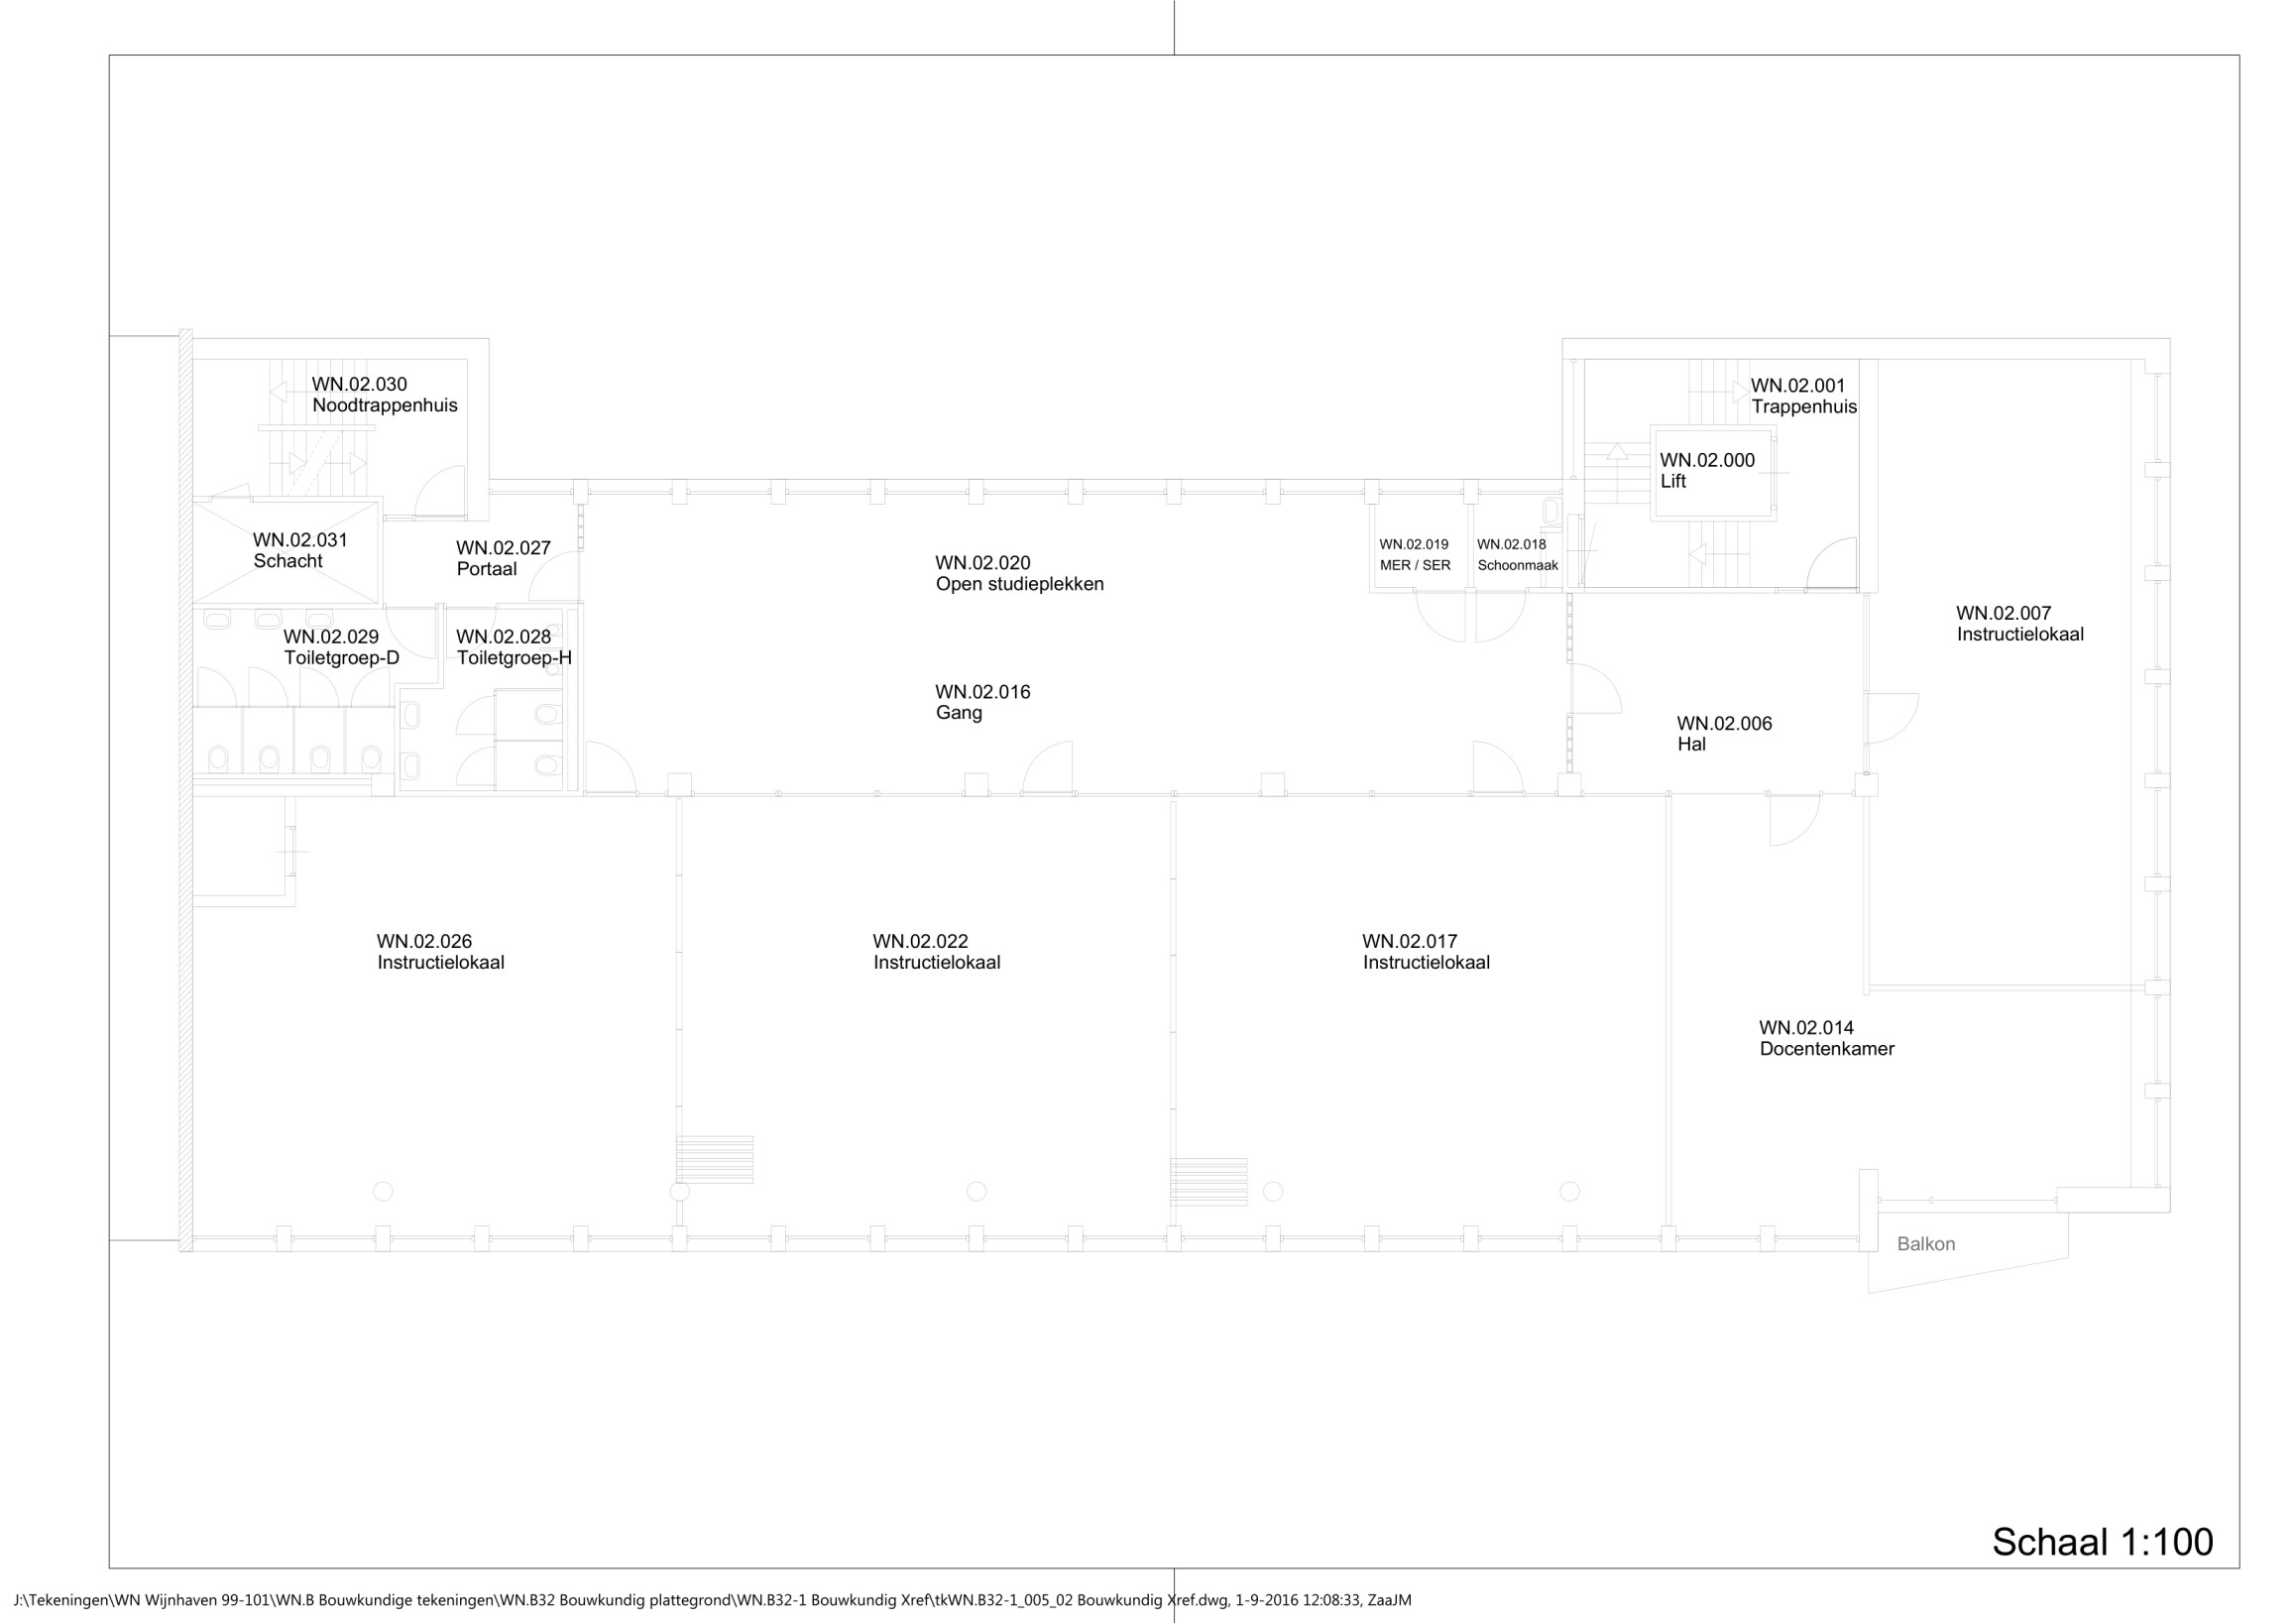 WN.02.030
Noodtrappenhuis
WN.02.001
Trappenhuis
WN.02.000
Lift
WN.02.031
Schacht
WN.02.027
Portaal
WN.02.020
Open studieplekken
WN.02.019
MER / SER
WN.02.018
Schoonmaak
WN.02.007
Instructielokaal
WN.02.029
Toiletgroep-D
WN.02.028
Toiletgroep-H
WN.02.016
Gang
WN.02.006
Hal
WN.02.026
Instructielokaal
WN.02.022
Instructielokaal
WN.02.017
Instructielokaal
WN.02.014
Docentenkamer
Balkon
Schaal 1:100
J:\Tekeningen\WN Wijnhaven 99-101\WN.B Bouwkundige tekeningen\WN.B32 Bouwkundig plattegrond\WN.B32-1 Bouwkundig Xref\tkWN.B32-1_005_02 Bouwkundig Xref.dwg, 1-9-2016 12:08:33, ZaaJM